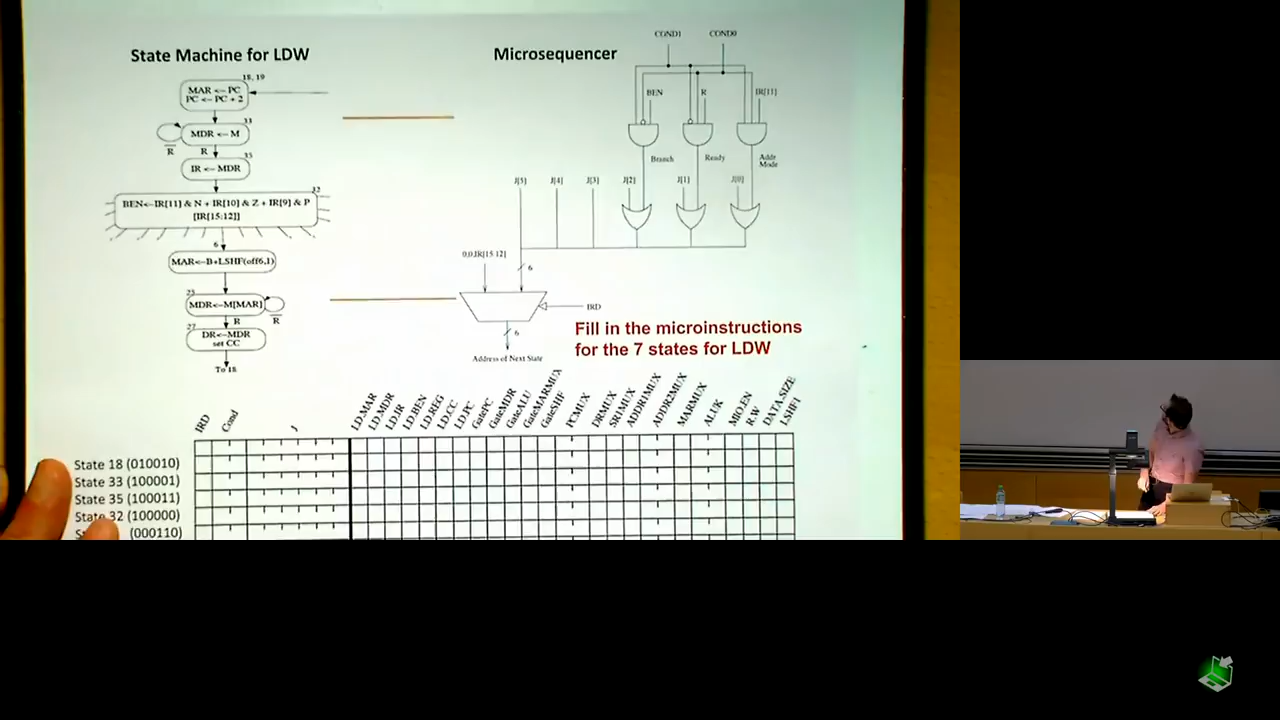 State Machine for LDW
18, 19
MAR <- PC
PC <- PC + 2
33
MDR <- M
R
R
35
IR <- MDR
32
BEN<-IR[11] & N + IR[10] & Z + IR[9] & P
[IR[15:12]]
6
MAR<-B+LSHF(off6,1)
25
MDR<-M[MAR]
R
R
27
DR<-MDR
set CC
To 18
Microsequencer
COND1
COND0
BEN
R
IR[11]
Branch
Ready
Addr
Mode
J[5]
J[4]
J[3]
J[2]
J[1]
J[0]
0,0,IR[15:12]
6
IRD
6
Address of Next State
Fill in the microinstructions
for the 7 states for LDW
IRD
Cond
J
LD.MAR
LD.MDR
LD.IR
LD.BEN
LD.REG
LD.CC
LD.PC
GatePC
GateMDR
GateALU
GateMARMUX
GateSHF
PCMUX
DRMUX
SR1MUX
ADDR1MUX
ADDR2MUX
MARMUX
ALUK
MIO.EN
R.W
DATA.SIZE
LSHF1
State 18 (010010)
State 33 (100001)
State 35 (100011)
State 32 (100000)
(000110)